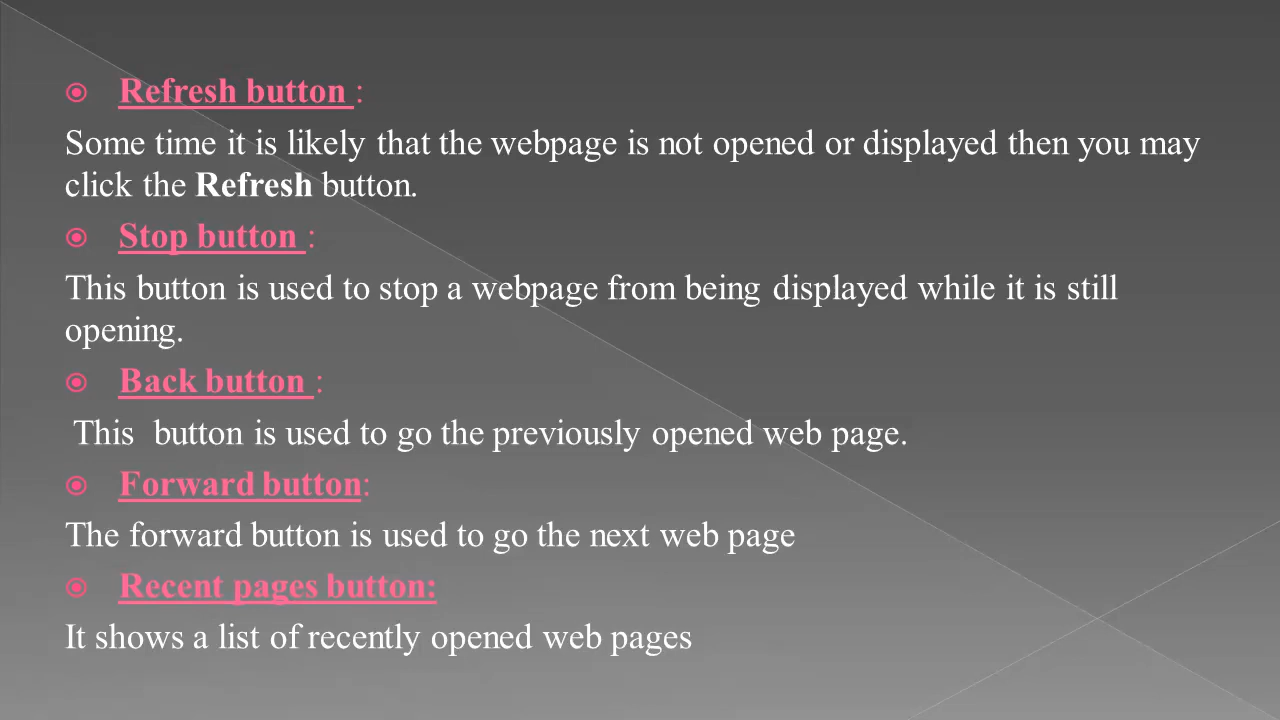 Refresh button :
Some time it is likely that the webpage is not opened or displayed then you may
click the Refresh button.
Stop button :
This button is used to stop a webpage from being displayed while it is still
opening.
Back button :
This  button is used to go the previously opened web page.
Forward button:
The forward button is used to go the next web page
Recent pages button:
It shows a list of recently opened web pages